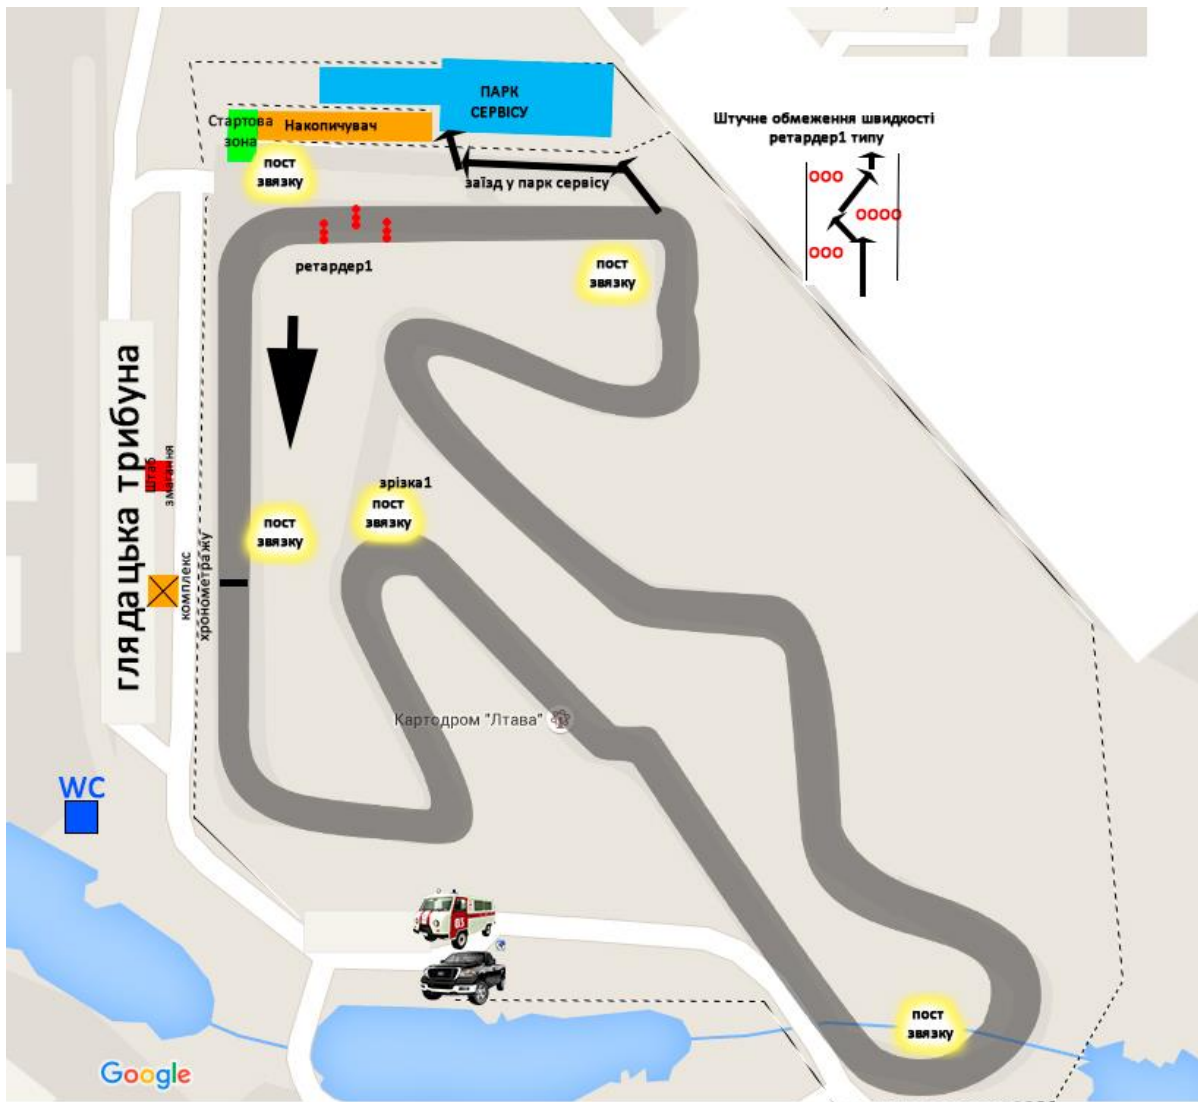 ПАРК
СЕРВІСУ
Стартова
зона
Накопичувач
Штучне обмеження швидкості
ретардер1 типу
ооо
оооо
ооо
пост
звязку
заїзд у парк сервісу
ретардер1
пост
звязку
глядацька трибуна
штаб
змагання
зрізка1
пост
звязку
пост
звязку
комплекс
хронометражу
Картодром "Лтава"
WC
пост
звязку
Google